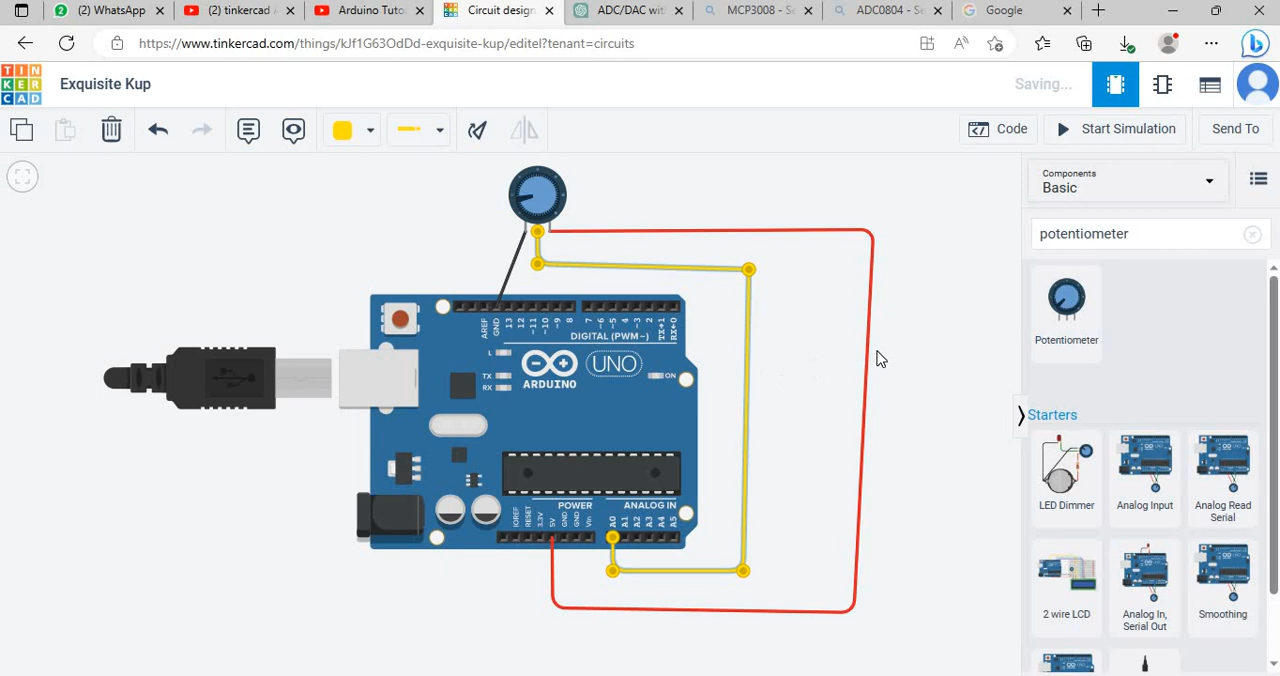 (2) WhatsApp
(2) tinkercad A
Arduino Tuto
Circuit design
ADC/DAC with
MCP3008 - Se
ADC0804 - Se
Google
https://www.tinkercad.com/things/kJf1G63OdDd-exquisite-kup/editel?tenant=circuits
TINKERCAD
Exquisite Kup
Saving...
Code
Start Simulation
Send To
Components
Basic
potentiometer
Potentiometer
Starters
LED Dimmer
Analog Input
Analog Read
Serial
2 wire LCD
Analog In,
Serial Out
Smoothing
AREF
GND
13
12
~11
~10
~9
8
7
~6
~5
4
~3
2
TX→1
RX←0
DIGITAL (PWM~)
L
TX
RX
ARDUINO
UNO
ON
POWER
ANALOG IN
IOREF
RESET
3.3V
5V
GND
GND
Vin
A0
A1
A2
A3
A4
A5